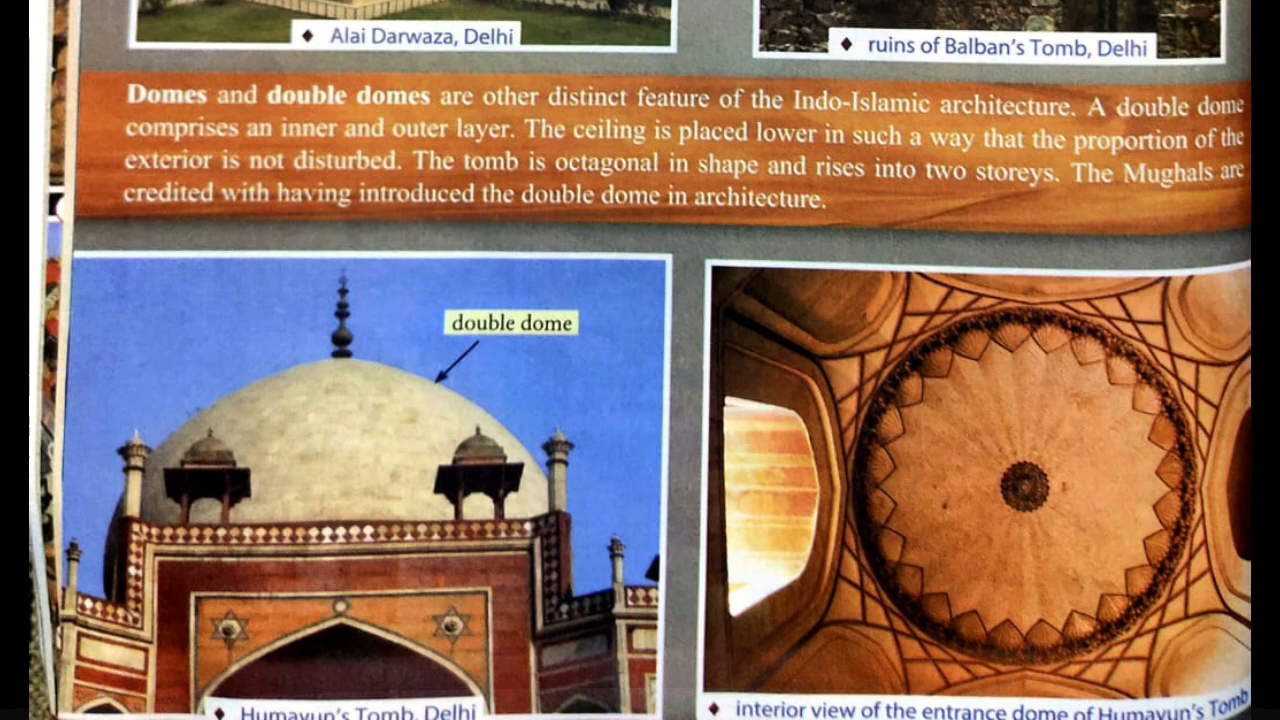 Alai Darwaza, Delhi
ruins of Balban's Tomb, Delhi
Domes and double domes are other distinct feature of the Indo-Islamic architecture. A double dome
comprises an inner and outer layer. The ceiling is placed lower in such a way that the proportion of the
exterior is not disturbed. The tomb is octagonal in shape and rises into two storeys. The Mughals are
credited with having introduced the double dome in architecture.
double dome
Humayun's Tomb, Delhi
interior view of the entrance dome of Humayun's Tomb